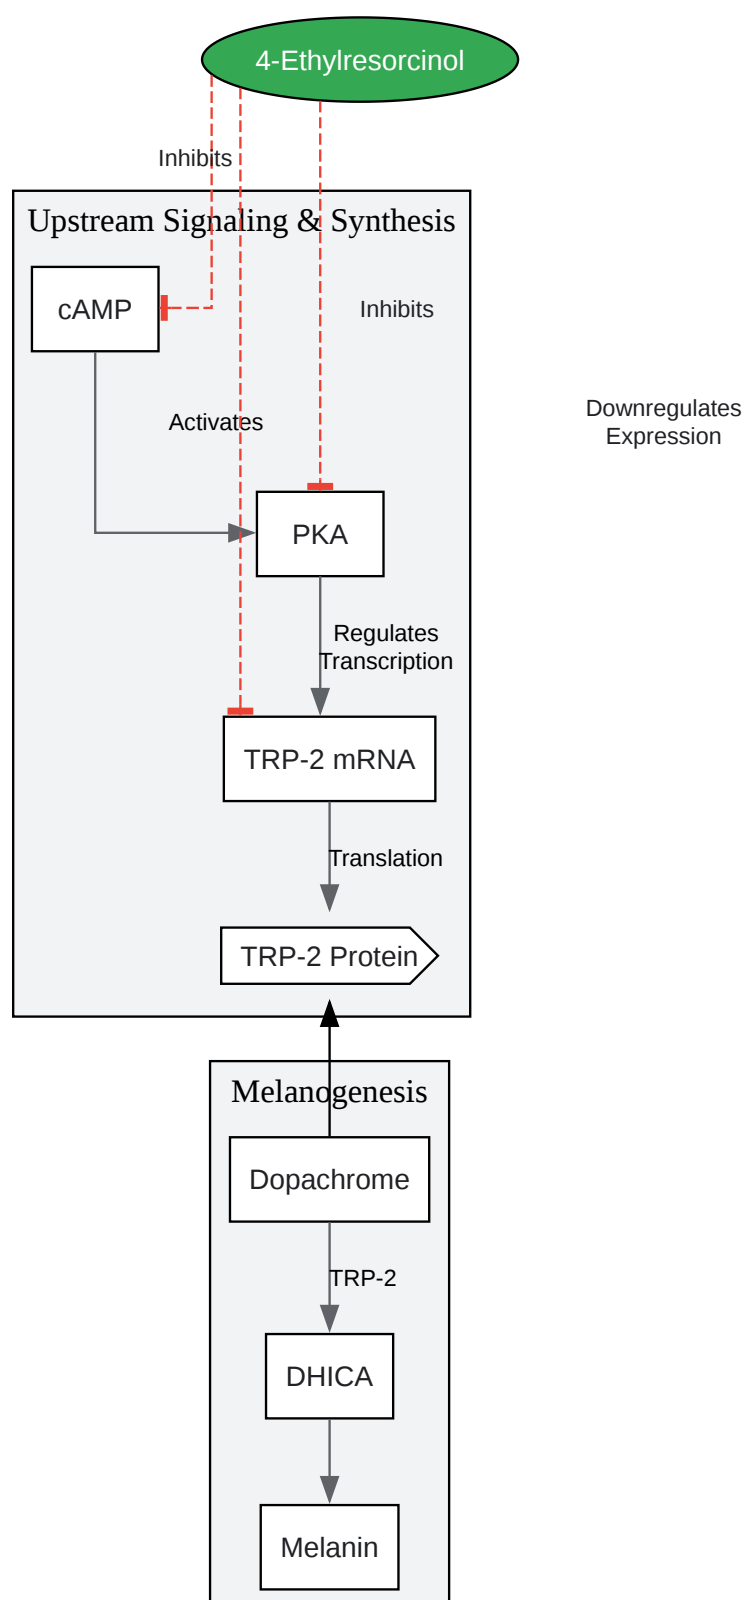 4-Ethylresorcinol
Inhibits
Upstream Signaling & Synthesis
cAMP
Inhibits
Downregulates
Expression
Activates
PKA
Regulates
Transcription
TRP-2 mRNA
Translation
TRP-2 Protein
Melanogenesis
Dopachrome
TRP-2
DHICA
Melanin